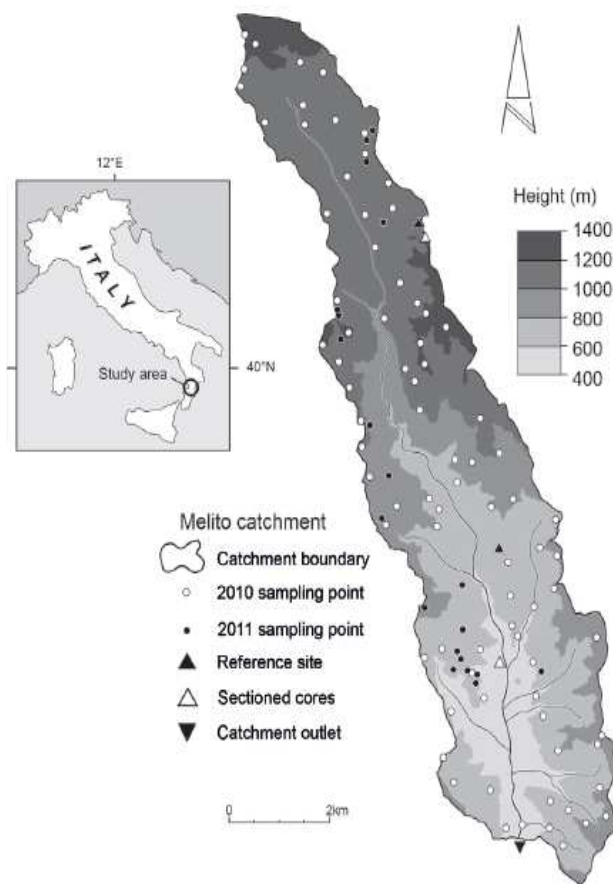 12°E
ITALY
40°N
Study area
Height (m)
1400
1200
1000
800
600
400
Melito catchment
Catchment boundary
2010 sampling point
2011 sampling point
Reference site
Sectioned cores
Catchment outlet
0
2km
N